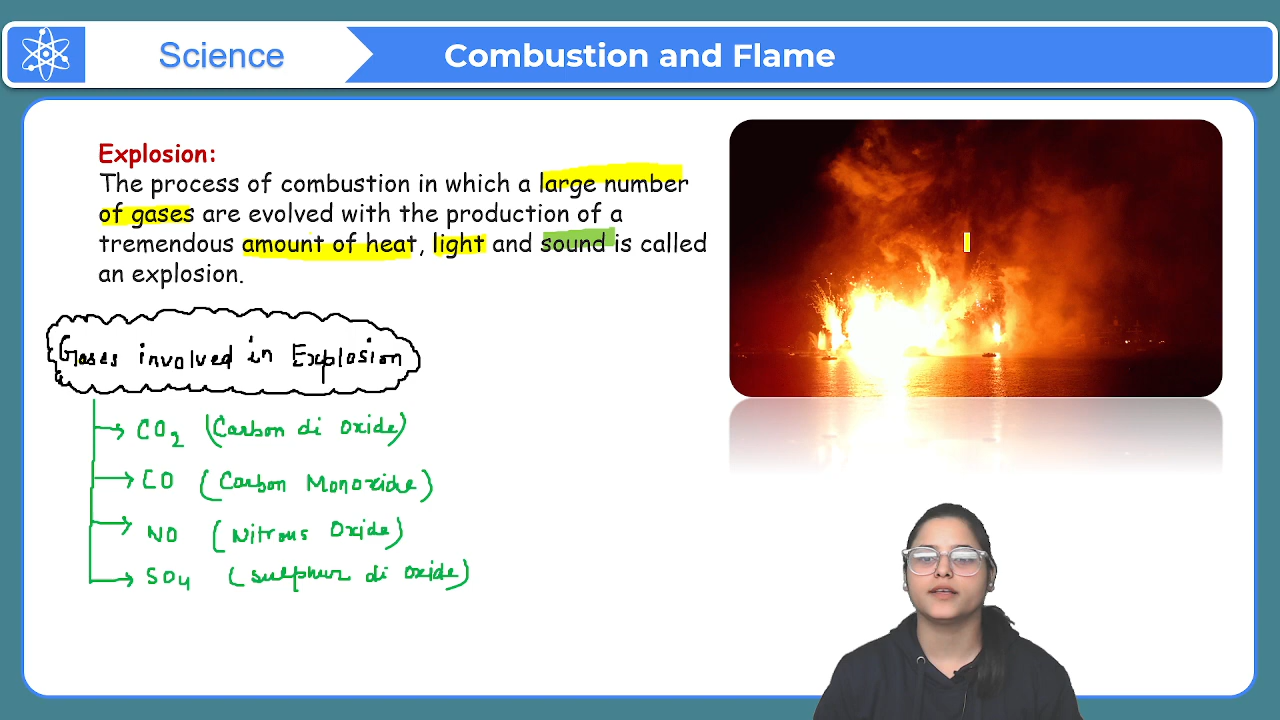 Science
Combustion and Flame
Explosion:
The process of combustion in which a large number
of gases are evolved with the production of a
tremendous amount of heat, light and sound is called
an explosion.
Gases involved in Explosion
CO₂ (Carbon di Oxide)
CO (Carbon Monoxide)
NO (Nitrous Oxide)
SO₄ (Sulphur di Oxide)